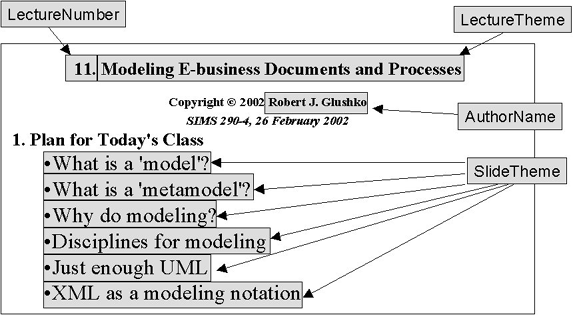 LectureNumber
LectureTheme
11. Modeling E-business Documents and Processes
Copyright © 2002 Robert J. Glushko
SIMS 290-4, 26 February 2002
AuthorName
1. Plan for Today's Class
•What is a 'model'?
SlideTheme
•What is a 'metamodel'?
•Why do modeling?
•Disciplines for modeling
•Just enough UML
•XML as a modeling notation